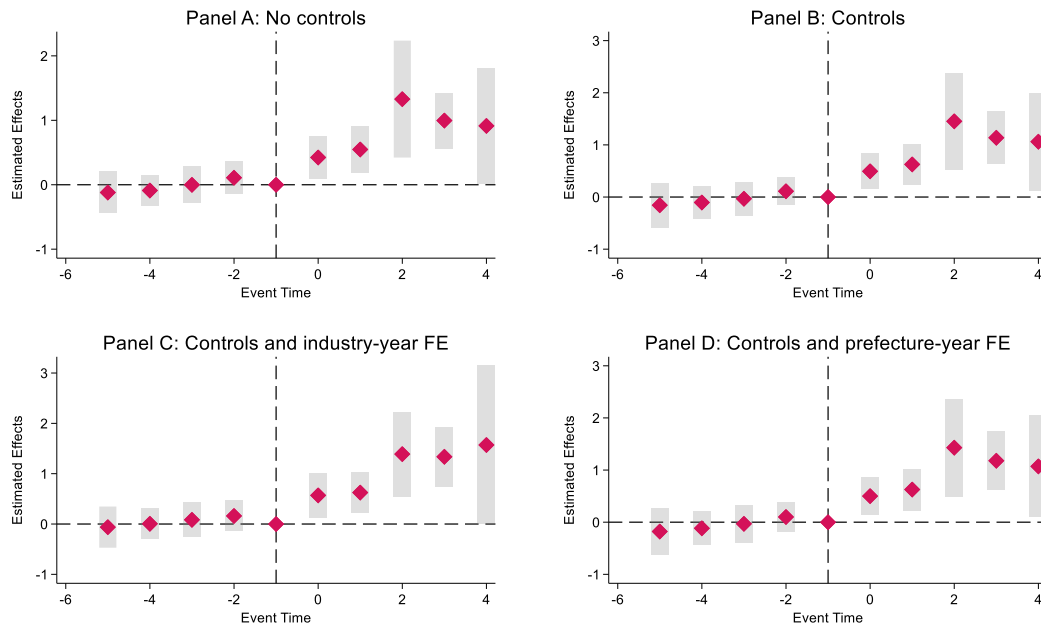 Panel A: No controls
Estimated Effects
2
1
0
-1
-6 -4 -2 0 2 4
Event Time
Panel B: Controls
Estimated Effects
3
2
1
0
-1
-6 -4 -2 0 2 4
Event Time
Panel C: Controls and industry-year FE
Estimated Effects
3
2
1
0
-1
-6 -4 -2 0 2 4
Event Time
Panel D: Controls and prefecture-year FE
Estimated Effects
3
2
1
0
-1
-6 -4 -2 0 2 4
Event Time